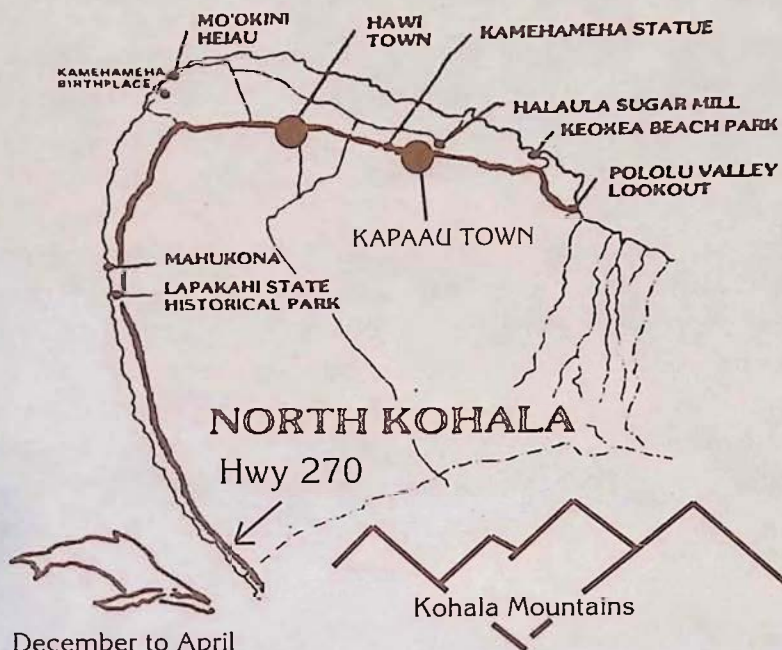 MO'OKINI
HEIAU
HAWI
TOWN
KAMEHAMEHA STATUE
KAMEHAMEHA
BIRTHPLACE
HALAULA SUGAR MILL
KEOKEA BEACH PARK
POLOLU VALLEY
LOOKOUT
KAPAAU TOWN
MAHUKONA
LAPAKAHI STATE
HISTORICAL PARK
NORTH KOHALA
Hwy 270
Kohala Mountains
December to April